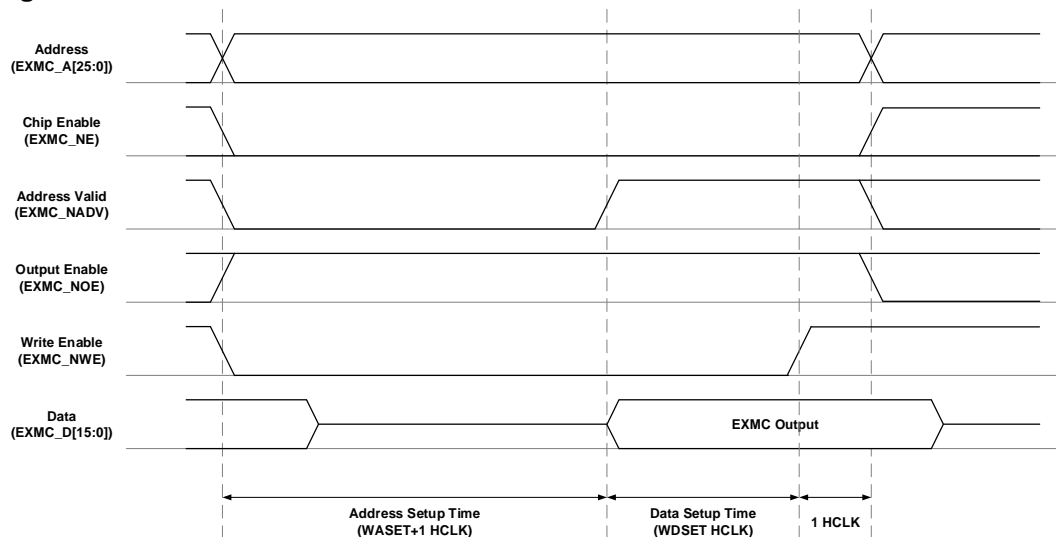 Address
(EXMC_A[25:0])
Chip Enable
(EXMC_NE)
Address Valid
(EXMC_NADV)
Output Enable
(EXMC_NOE)
Write Enable
(EXMC_NWE)
Data
(EXMC_D[15:0])
EXMC Output
Address Setup Time
(WASET+1 HCLK)
Data Setup Time
(WDSET HCLK)
1 HCLK